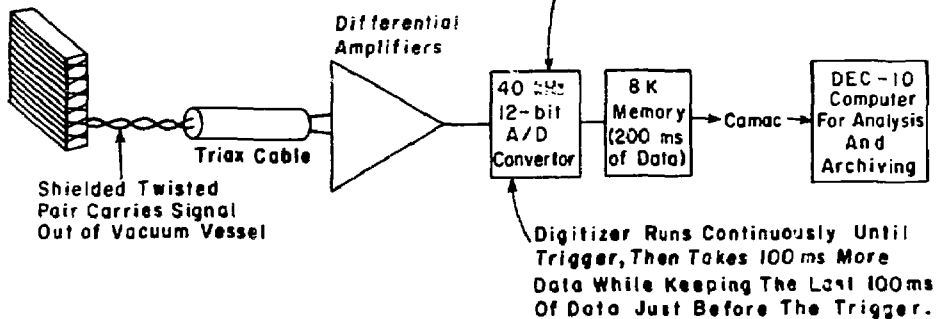 Differential
Amplifiers
40 kHz
12-bit
A/D
Convertor
8K
Memory
(200 ms
of Data)
Camac
DEC-10
Computer
For Analysis
And
Archiving
Triax Cable
Shielded Twisted
Pair Carries Signal
Out of Vacuum Vessel
Digitizer Runs Continuously Until
Trigger, Then Takes 100 ms More
Data While Keeping The Last 100ms
Of Data Just Before The Trigger.